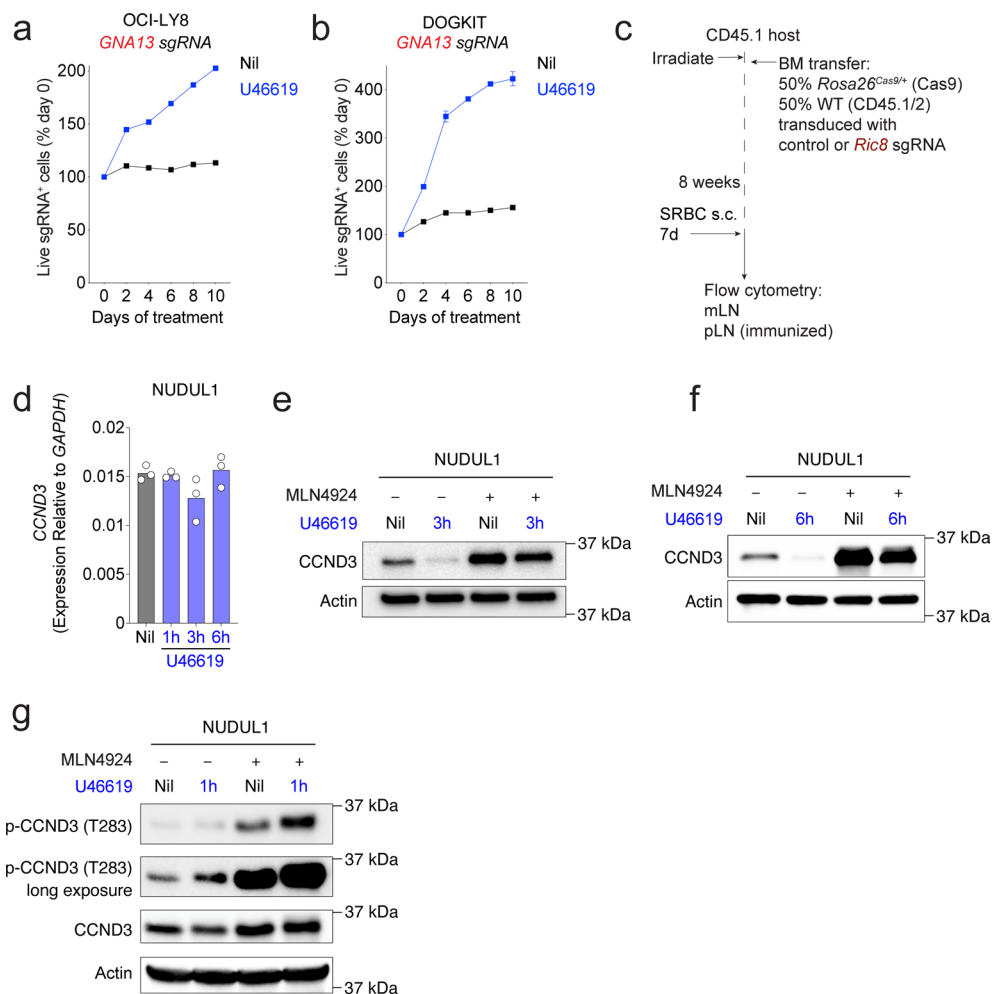 a
OCI-LY8
GNA13 sgRNA
Nil
U46619
Live sgRNA+ cells (% day 0)
200
150
100
50
0
0 2 4 6 8 10
Days of treatment
b
DOGKIT
GNA13 sgRNA
Nil
U46619
Live sgRNA+ cells (% day 0)
400
300
200
100
0
0 2 4 6 8 10
Days of treatment
c
CD45.1 host
Irradiate
BM transfer:
50% Rosa26Cas9/+ (Cas9)
50% WT (CD45.1/2)
transduced with
control or Ric8 sgRNA
8 weeks
SRBC s.c.
7d
Flow cytometry:
mLN
pLN (immunized)
d
NUDUL1
CCND3
(Expression Relative to GAPDH)
0.02
0.015
0.01
0.005
0
Nil 1h 3h 6h
U46619
e
NUDUL1
MLN4924 – – + +
U46619 Nil 3h Nil 3h
37 kDa
CCND3
Actin
37 kDa
f
NUDUL1
MLN4924 – – + +
U46619 Nil 6h Nil 6h
37 kDa
CCND3
Actin
37 kDa
g
NUDUL1
MLN4924 – – + +
U46619 Nil 1h Nil 1h
37 kDa
p-CCND3 (T283)
37 kDa
p-CCND3 (T283)
long exposure
37 kDa
CCND3
Actin
37 kDa